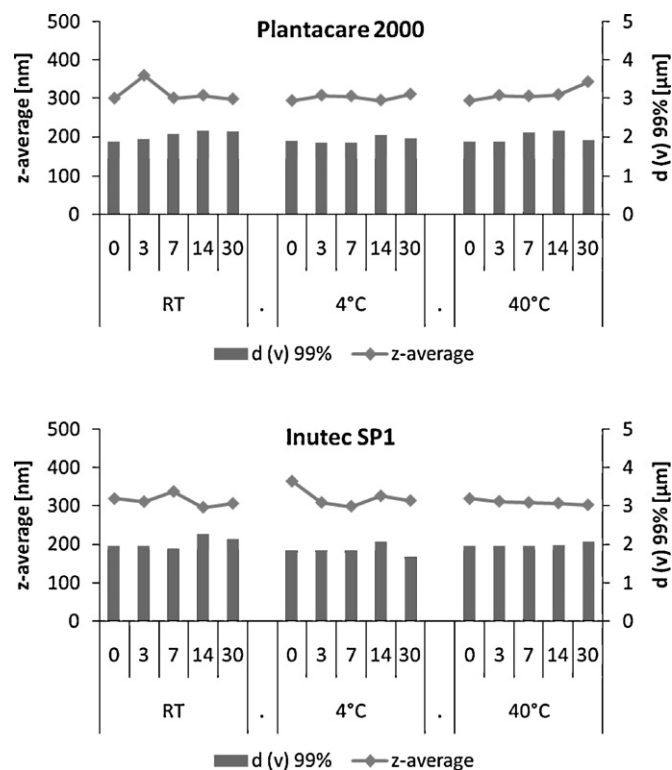 Plantacare 2000
500
400
300
200
100
0
z-average [nm]
5
4
3
2
1
0
d (v) 99% [µm]
0 3 7 14 30 0 3 7 14 30 0 3 7 14 30
RT . 4°C . 40°C
d (v) 99% z-average
Inutec SP1
500
400
300
200
100
0
z-average [nm]
5
4
3
2
1
0
d (v) 99% [µm]
0 3 7 14 30 0 3 7 14 30 0 3 7 14 30
RT . 4°C . 40°C
d (v) 99% z-average